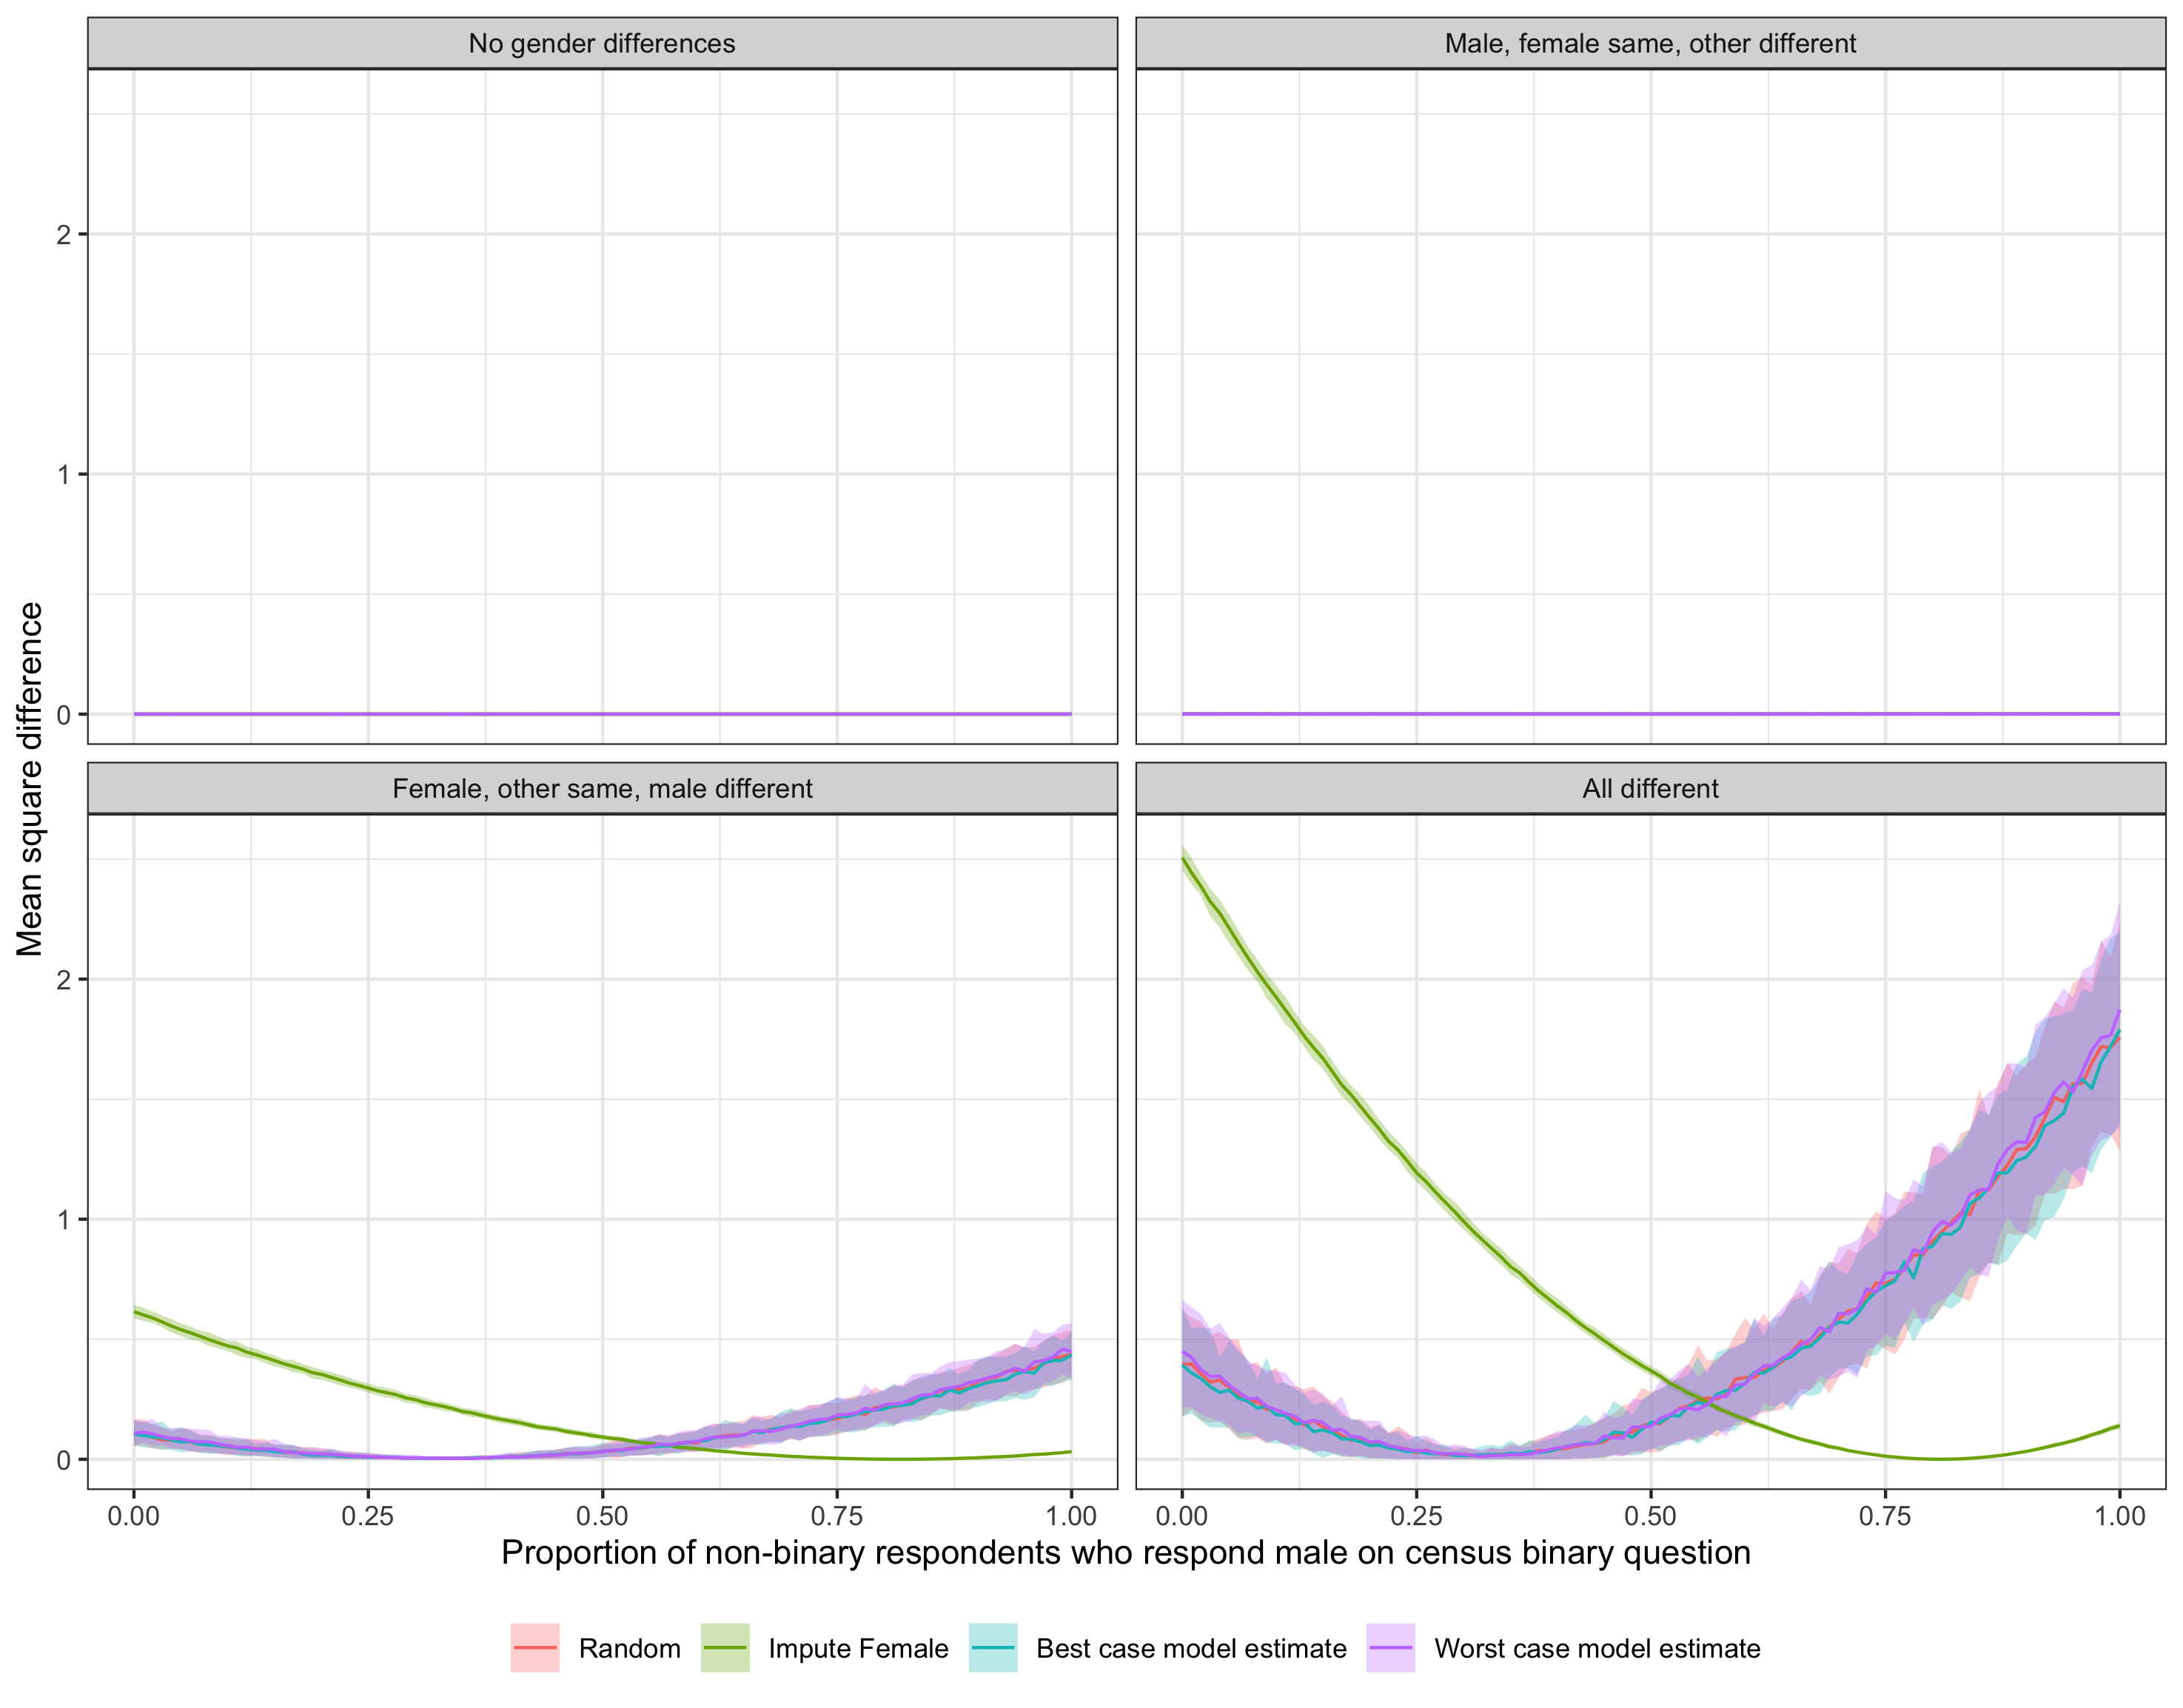 No gender differences
Male, female same, other different
2
1
0
Mean square difference
Female, other same, male different
All different
2
1
0
0.00 0.25 0.50 0.75 1.00
0.00 0.25 0.50 0.75 1.00
Proportion of non-binary respondents who respond male on census binary question
Random Impute Female Best case model estimate Worst case model estimate